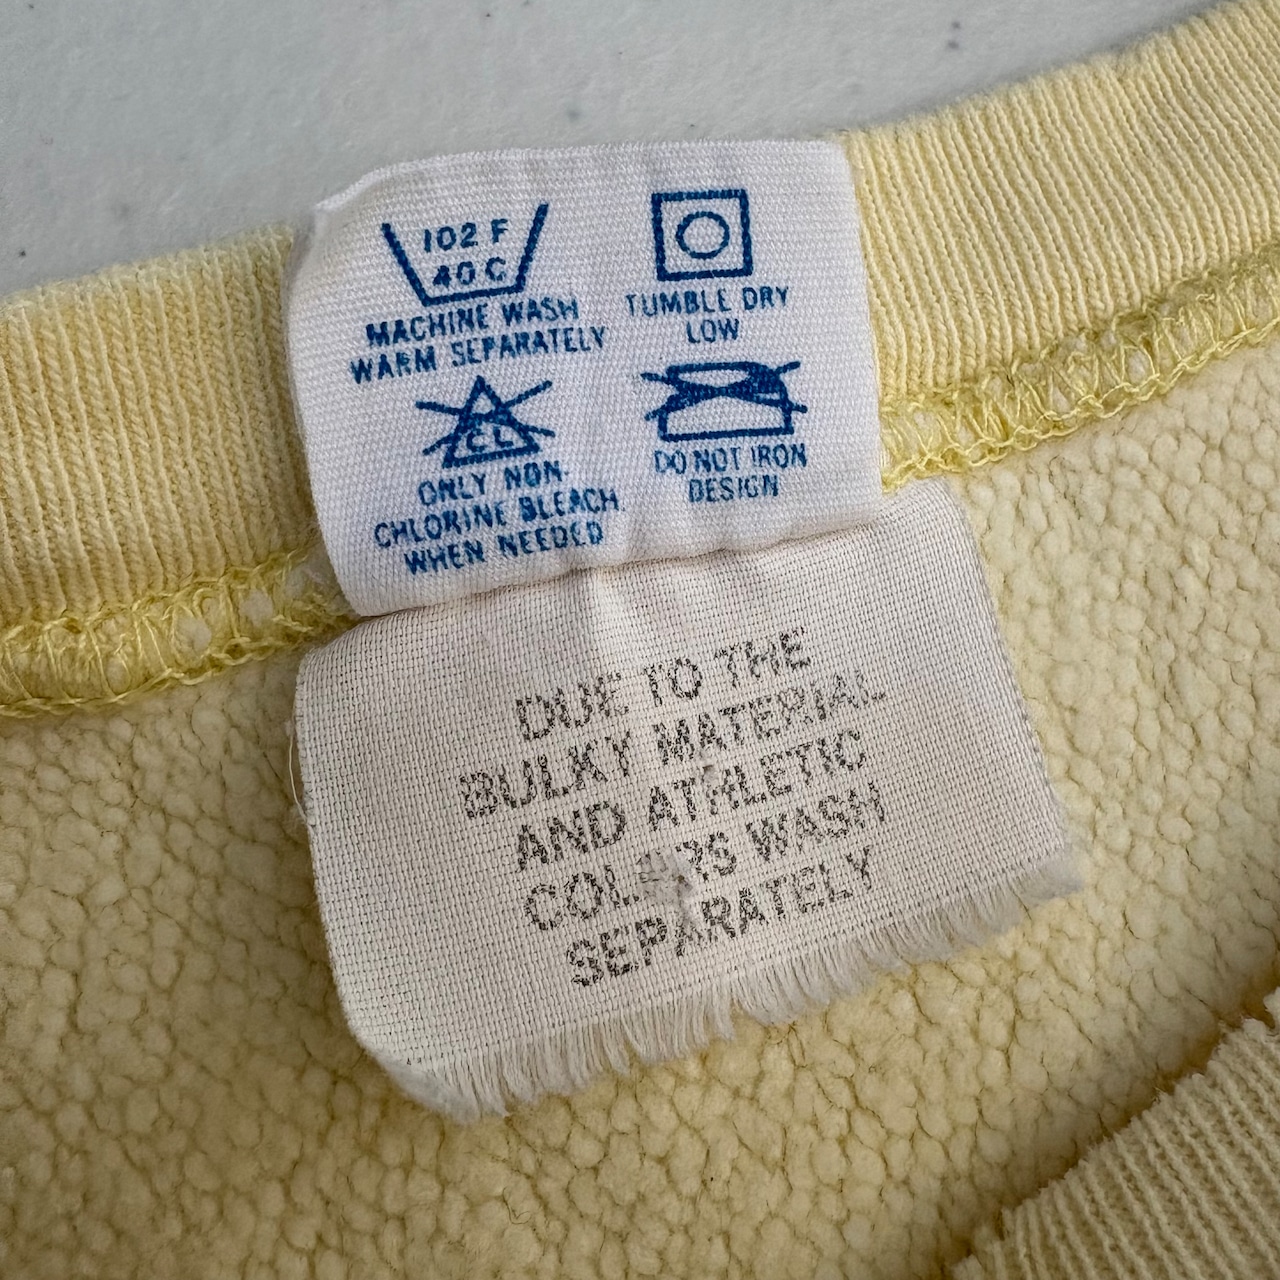 102 F
40 C
MACHINE WASH
WARM SEPARATELY
TUMBLE DRY
LOW
CL
ONLY NON-
CHLORINE BLEACH
WHEN NEEDED
DO NOT IRON
DESIGN
DUE TO THE
BULKY MATERIAL
AND ATHLETIC
COLORS WASH
SEPARATELY